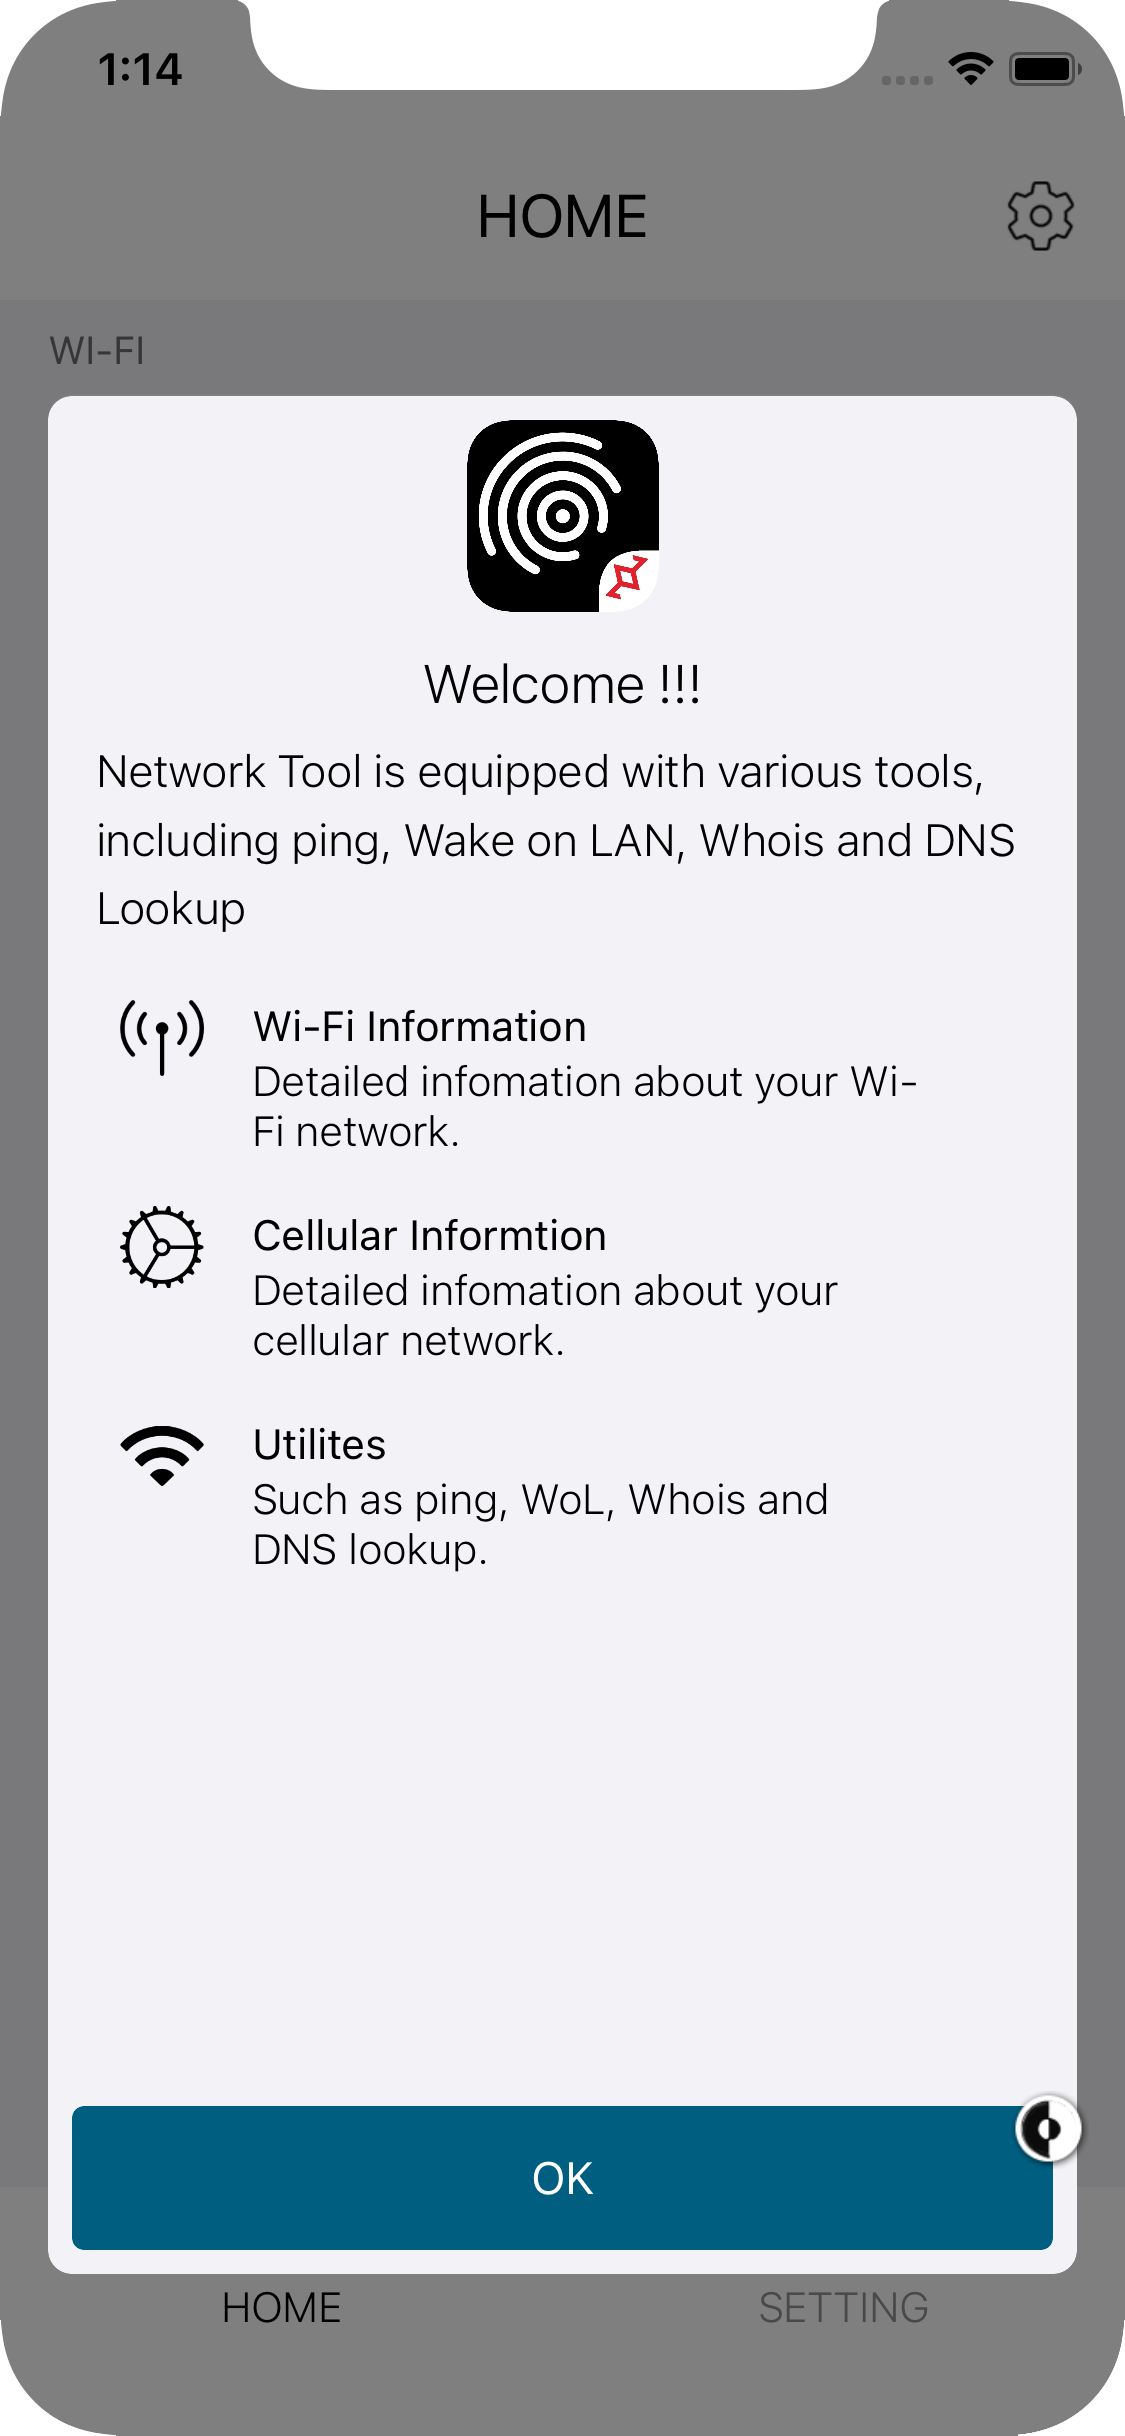 1:14
HOME
WI-FI
Welcome !!!
Network Tool is equipped with various tools,
including ping, Wake on LAN, Whois and DNS
Lookup
Wi-Fi Information
Detailed infomation about your Wi-
Fi network.
Cellular Informtion
Detailed infomation about your
cellular network.
Utilites
Such as ping, WoL, Whois and
DNS lookup.
OK
HOME
SETTING